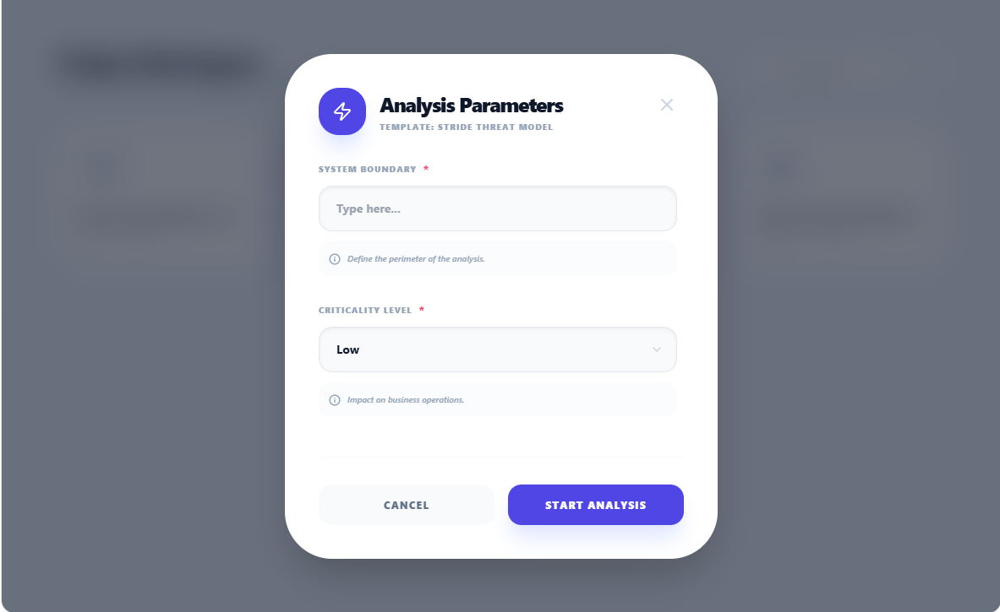 Analysis Parameters
TEMPLATE: STRIDE THREAT MODEL
SYSTEM BOUNDARY *
Type here...
Define the perimeter of the analysis.
CRITICALITY LEVEL *
Low
Impact on business operations.
CANCEL
START ANALYSIS